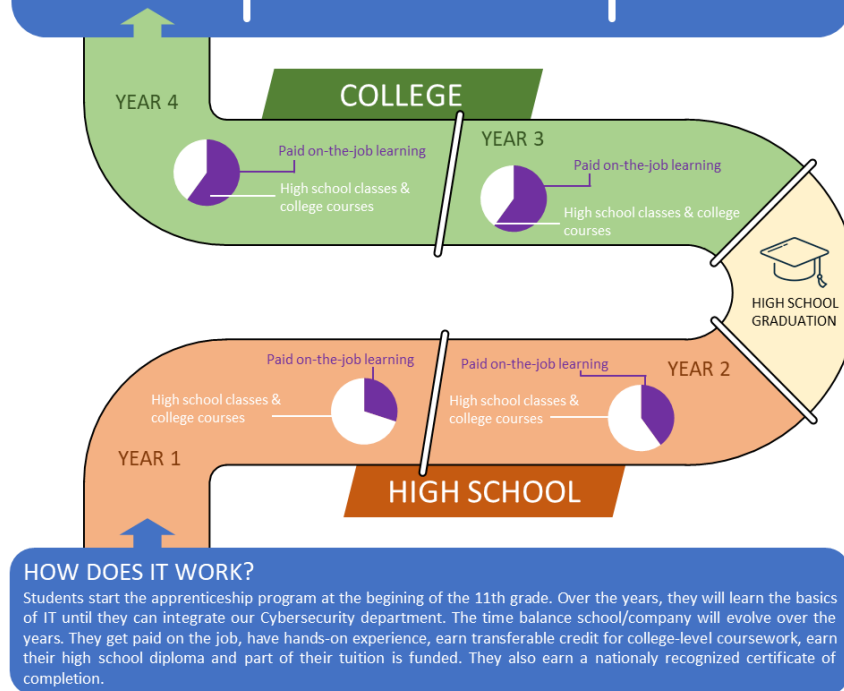 YEAR 4
COLLEGE
YEAR 3
Paid on-the-job learning
High school classes &
college courses
Paid on-the-job learning
High school classes & college
courses
HIGH SCHOOL
GRADUATION
Paid on-the-job learning
High school classes &
college courses
YEAR 1
Paid on-the-job learning
YEAR 2
High school classes &
college courses
HIGH SCHOOL
HOW DOES IT WORK?
Students start the apprenticeship program at the begining of the 11th grade. Over the years, they will learn the basics
of IT until they can integrate our Cybersecurity department. The time balance school/company will evolve over the
years. They get paid on the job, have hands-on experience, earn transferable credit for college-level coursework, earn
their high school diploma and part of their tuition is funded. They also earn a nationaly recognized certificate of
completion.